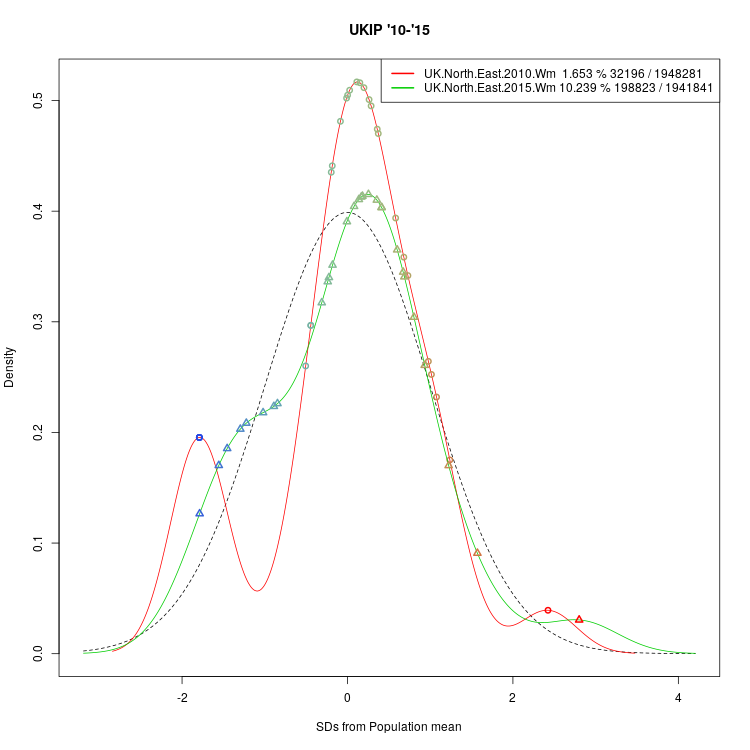 UKIP '10-'15
UK.North.East.2010.Wm 1.653 % 32196 / 1948281
UK.North.East.2015.Wm 10.239 % 198823 / 1941841
Density
0.5
0.4
0.3
0.2
0.1
0.0
-2 0 2 4
SDs from Population mean